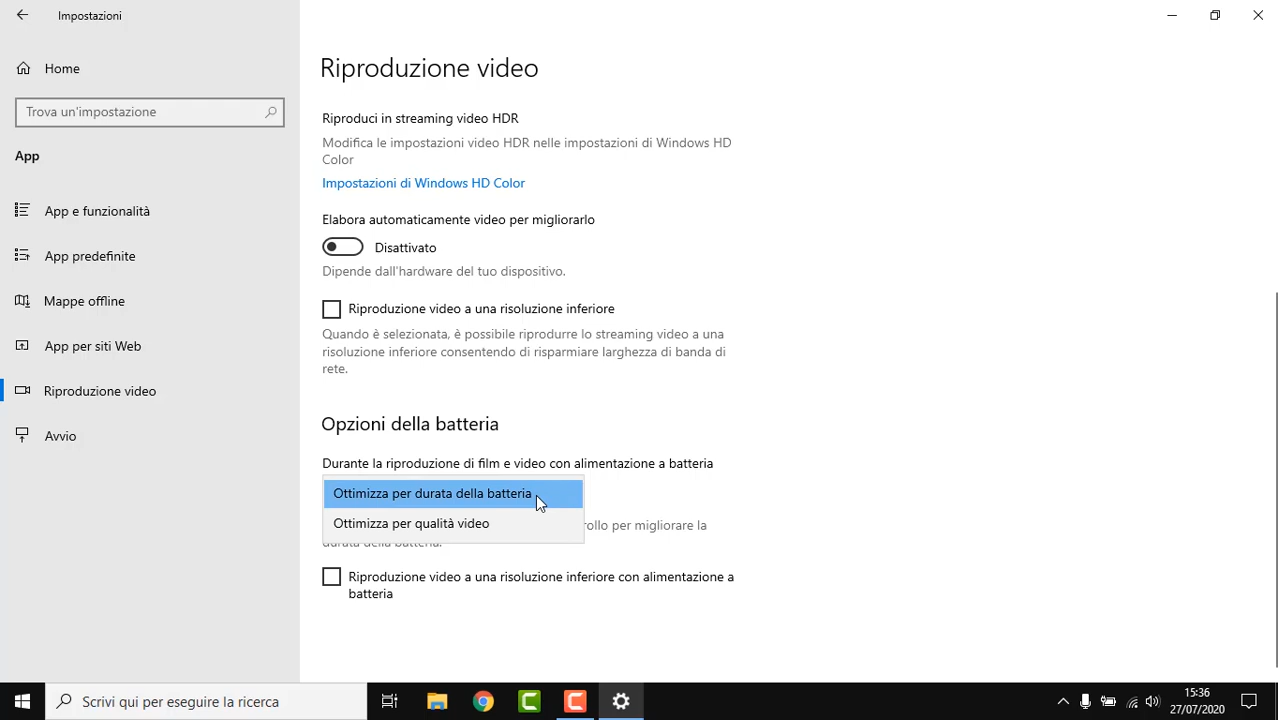 Impostazioni
Home
Trova un'impostazione
App
App e funzionalità
App predefinite
Mappe offline
App per siti Web
Riproduzione video
Avvio
Riproduzione video
Riproduci in streaming video HDR
Modifica le impostazioni video HDR nelle impostazioni di Windows HD
Color
Impostazioni di Windows HD Color
Elabora automaticamente video per migliorarlo
Disattivato
Dipende dall'hardware del tuo dispositivo.
Riproduzione video a una risoluzione inferiore
Quando è selezionata, è possibile riprodurre lo streaming video a una
risoluzione inferiore consentendo di risparmiare larghezza di banda di
rete.
Opzioni della batteria
Durante la riproduzione di film e video con alimentazione a batteria
Ottimizza per durata della batteria
Ottimizza per qualità video
rollo per migliorare la
durata della batteria.
Riproduzione video a una risoluzione inferiore con alimentazione a
batteria
Scrivi qui per eseguire la ricerca
15:36
27/07/2020